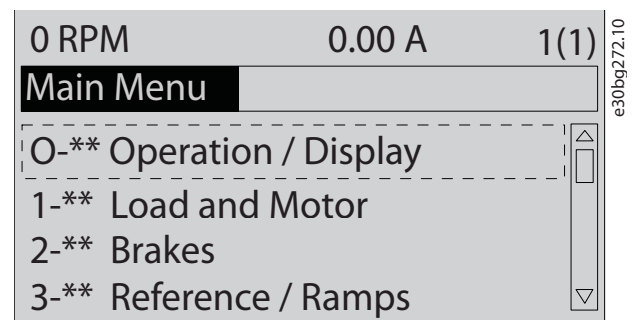 0 RPM 0.00 A 1(1)
Main Menu
O-** Operation / Display
1-** Load and Motor
2-** Brakes
3-** Reference / Ramps
e30bg272.10